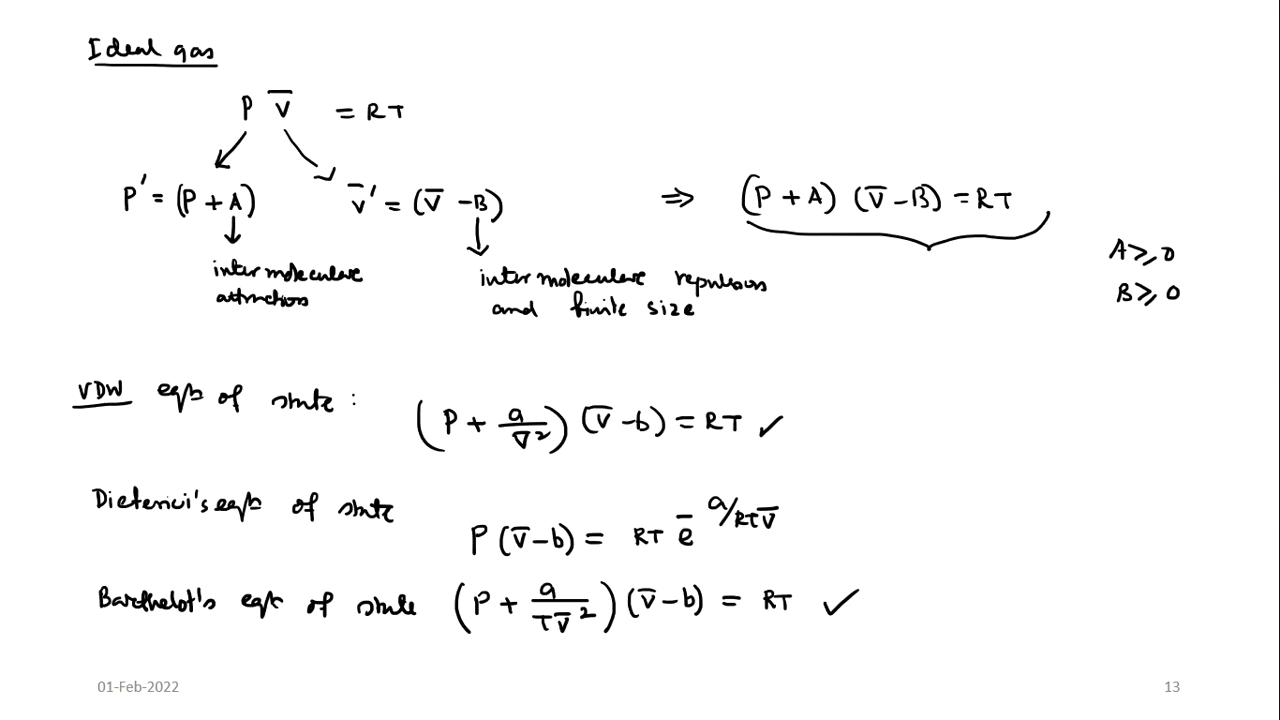 Ideal gas
P V̅ = RT
P' = (P + A) V̅' = (V̅ - B) ⇒ (P + A) (V̅ - B) = RT
A ≥ 0
intermolecular attractions
intermolecular repulsions and finite size
B ≥ 0
VDW eqn of state : (P + a/V̅²) (V̅ - b) = RT ✓
Dieterici's eqn of state P (V̅ - b) = RT e^(-a/RTV̅)
Barthelot's eqn of state (P + a/TV̅²) (V̅ - b) = RT ✓
01-Feb-2022 13